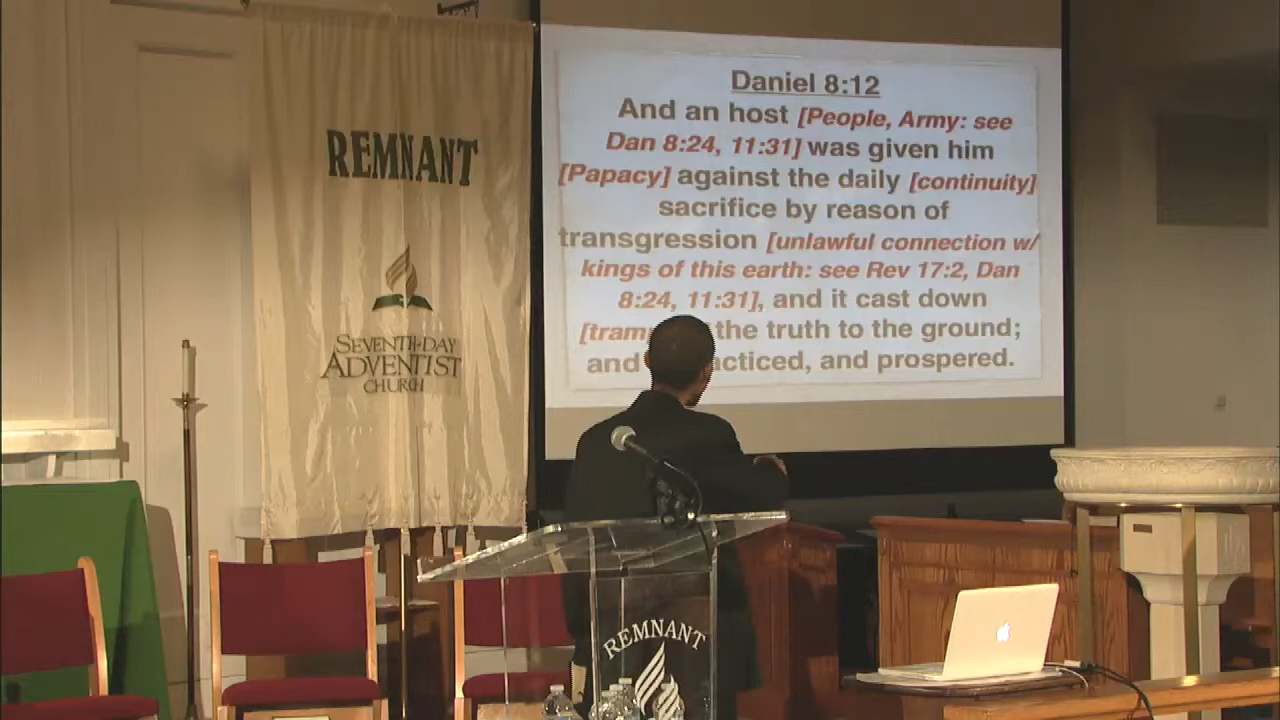 REMNANT
SEVENTH-DAY
ADVENTIST
CHURCH
Daniel 8:12
And an host [People, Army: see
Dan 8:24, 11:31] was given him
[Papacy] against the daily [continuity]
sacrifice by reason of
transgression [unlawful connection w/
kings of this earth: see Rev 17:2, Dan
8:24, 11:31], and it cast down
the truth to the ground;
and and prospered.
REMNANT